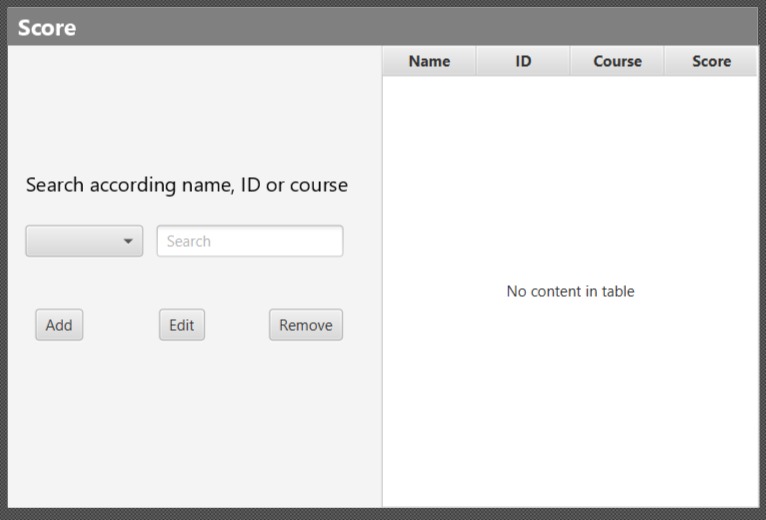 Score
Name ID Course Score
Search according name, ID or course
Search
Add Edit Remove
No content in table